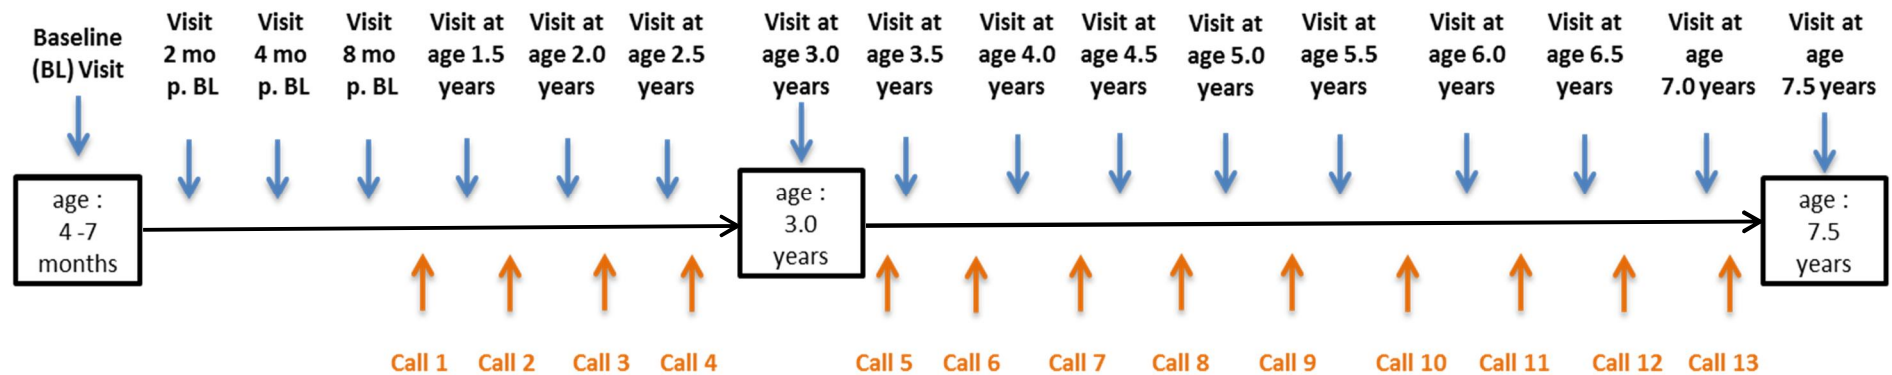 Baseline
(BL) Visit
Visit
2 mo
p. BL
Visit
4 mo
p. BL
Visit
8 mo
p. BL
Visit at
age 1.5
years
Visit at
age 2.0
years
Visit at
age 2.5
years
Visit at
age 3.0
years
Visit at
age 3.5
years
Visit at
age 4.0
years
Visit at
age 4.5
years
Visit at
age 5.0
years
Visit at
age 5.5
years
Visit at
age 6.0
years
Visit at
age 6.5
years
Visit at
age
7.0 years
Visit at
age
7.5 years
age :
4 -7
months
age :
3.0
years
age :
7.5
years
Call 1
Call 2
Call 3
Call 4
Call 5
Call 6
Call 7
Call 8
Call 9
Call 10
Call 11
Call 12
Call 13